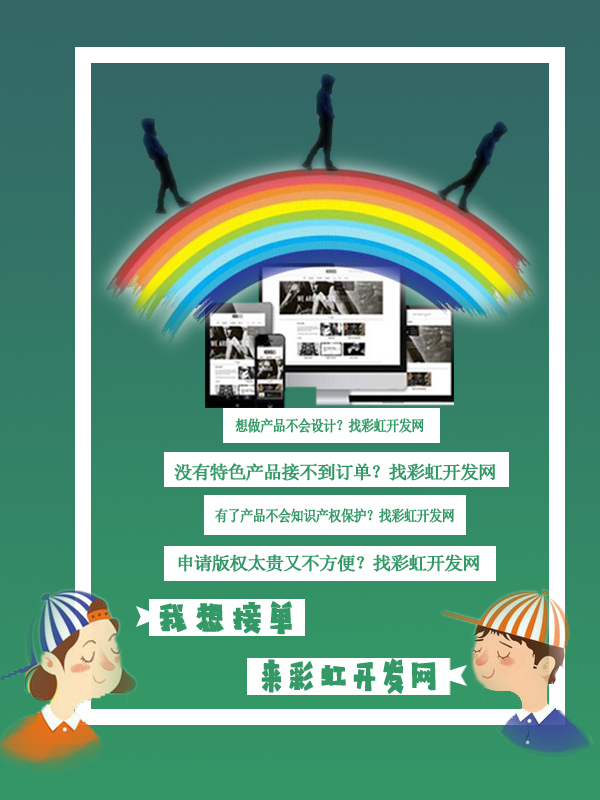 WE ARE
想做产品不会设计？找彩虹开发网
没有特色产品接不到订单？找彩虹开发网
有了产品不会知识产权保护？找彩虹开发网
申请版权太贵又不方便？找彩虹开发网
我想接单
来彩虹开发网